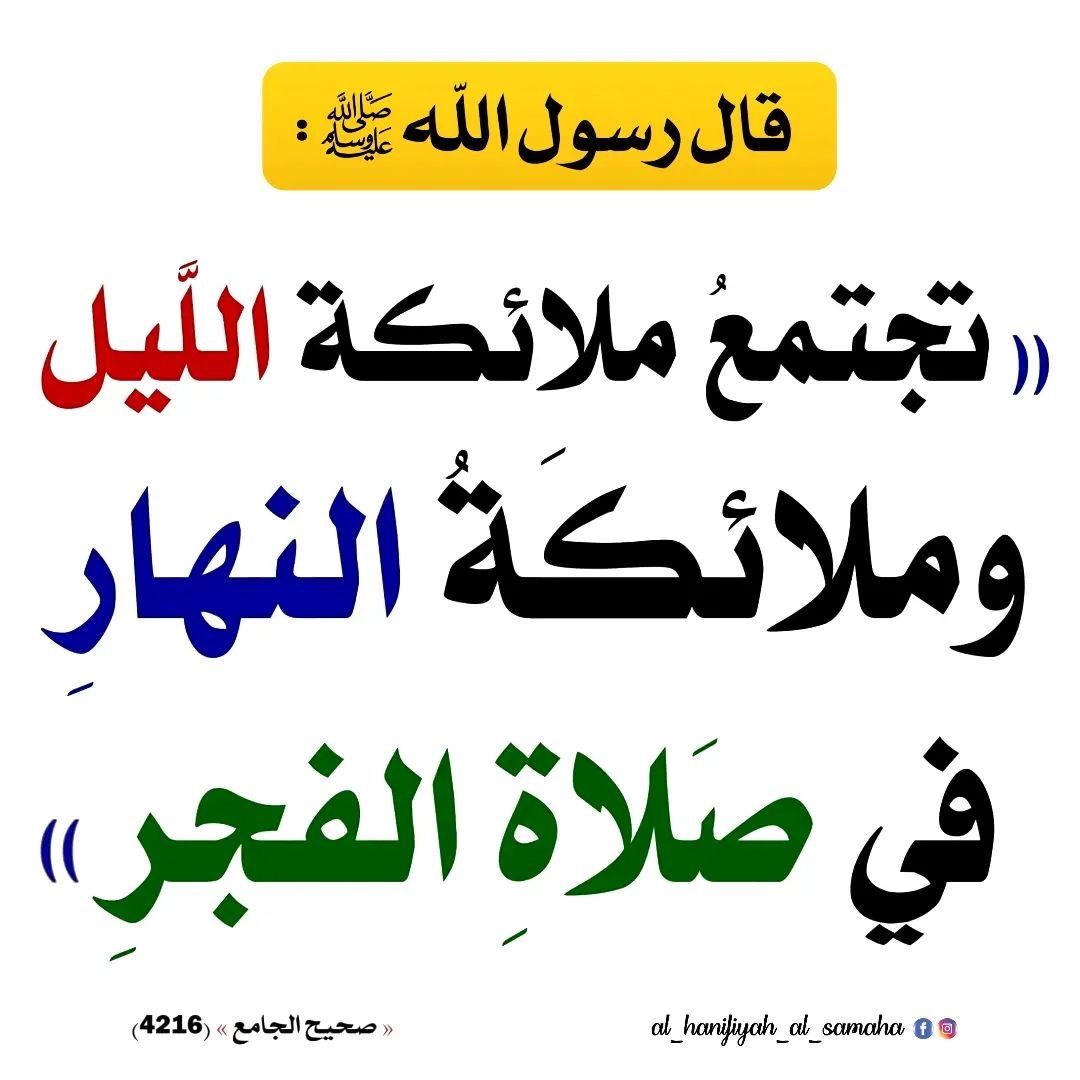 قال رسول الله ﷺ :
(( تجتمعُ ملائكة اللَّيل
وملائكَةُ النهارِ
في صَلاةِ الفجرِ ))
« صحيح الجامع » (4216)
al_hanifiyah_al_samaha